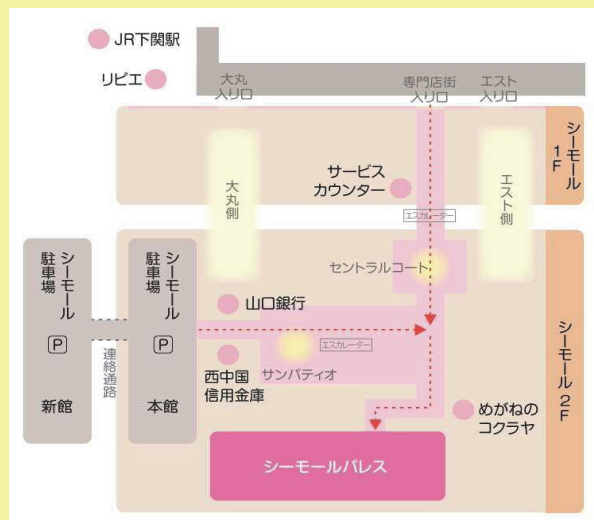 JR下関駅
リピエ
大丸
入り口
専門店街
入り口
エスト
入り口
シーモール
1F
サービス
カウンター
大丸側
エスト側
エスカレーター
セントラルコート
シーモール
駐車場
P
新館
連絡通路
シーモール
駐車場
P
本館
山口銀行
エスカレーター
サンパティオ
西中国
信用金庫
めがねの
コクラヤ
シーモール2F
シーモールパレス